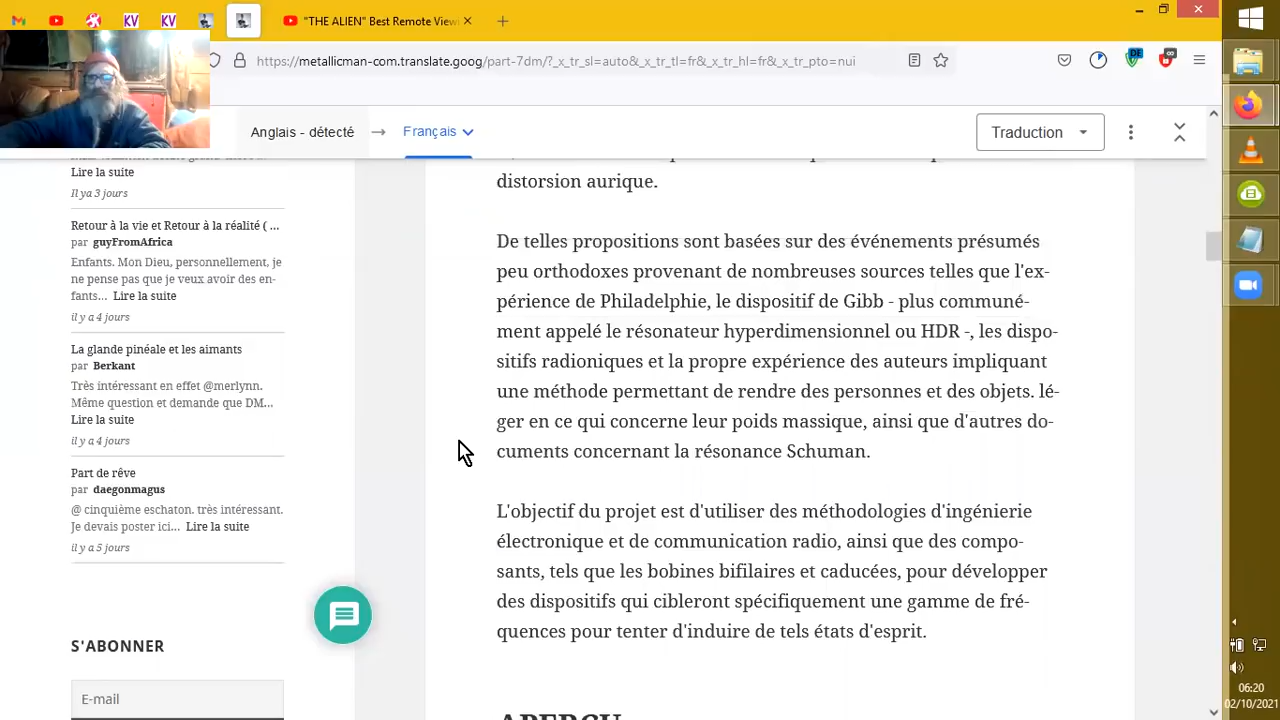 "THE ALIEN" Best Remote Viewi
https://metallicman-com.translate.goog/part-7dm/?_x_tr_sl=auto&_x_tr_tl=fr&_x_tr_hl=fr&_x_tr_pto=nui
Anglais - détecté
Français
Traduction
Lire la suite
Il y a 3 jours
Retour à la vie et Retour à la réalité ( ...
par guyFromAfrica
Enfants. Mon Dieu, personnellement, je
ne pense pas que je veux avoir des en-
fants... Lire la suite
il y a 4 jours
La glande pinéale et les aimants
par Berkant
Très intéressant en effet @merlynn.
Même question et demande que DM...
Lire la suite
il y a 4 jours
Part de rêve
par daegonmagus
@ cinquième eschaton. très intéressant.
Je devais poster ici... Lire la suite
il y a 5 jours
S'ABONNER
E-mail
distorsion aurique.
De telles propositions sont basées sur des événements présumés
peu orthodoxes provenant de nombreuses sources telles que l'ex-
périence de Philadelphie, le dispositif de Gibb - plus communé-
ment appelé le résonateur hyperdimensionnel ou HDR -, les dispo-
sitifs radioniques et la propre expérience des auteurs impliquant
une méthode permettant de rendre des personnes et des objets. lé-
ger en ce qui concerne leur poids massique, ainsi que d'autres do-
cuments concernant la résonance Schuman.
L'objectif du projet est d'utiliser des méthodologies d'ingénierie
électronique et de communication radio, ainsi que des compo-
sants, tels que les bobines bifilaires et caducées, pour développer
des dispositifs qui cibleront spécifiquement une gamme de fré-
quences pour tenter d'induire de tels états d'esprit.
APERÇU
DE
06:20
02/10/2021